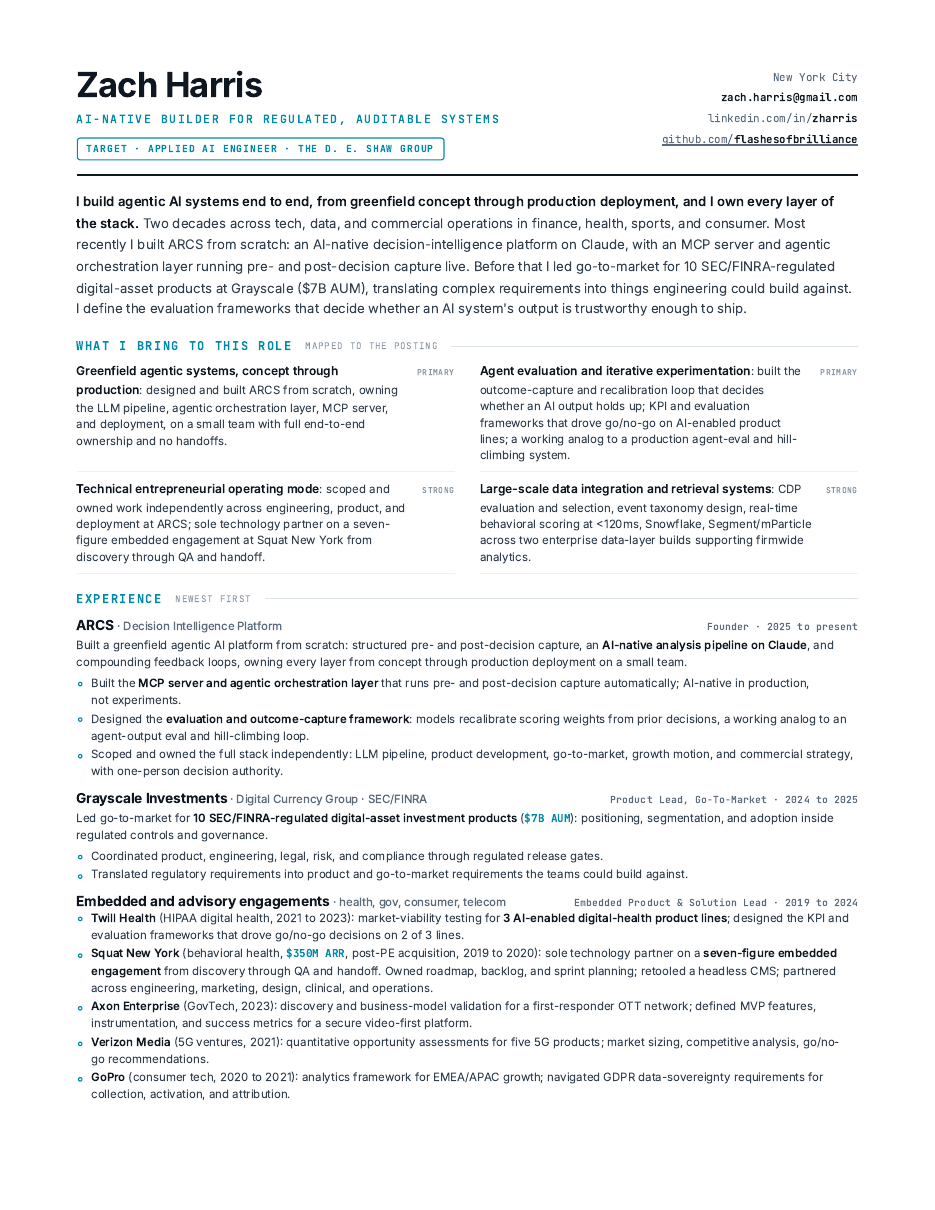 Zach Harris
AI-NATIVE BUILDER FOR REGULATED, AUDITABLE SYSTEMS
TARGET · APPLIED AI ENGINEER · THE D. E. SHAW GROUP
New York City
zach.harris@gmail.com
linkedin.com/in/zharris
github.com/flashesofbrilliance
I build agentic AI systems end to end, from greenfield concept through production deployment, and I own every layer of
the stack. Two decades across tech, data, and commercial operations in finance, health, sports, and consumer. Most
recently I built ARCS from scratch: an AI-native decision-intelligence platform on Claude, with an MCP server and agentic
orchestration layer running pre- and post-decision capture live. Before that I led go-to-market for 10 SEC/FINRA-regulated
digital-asset products at Grayscale ($7B AUM), translating complex requirements into things engineering could build against.
I define the evaluation frameworks that decide whether an AI system's output is trustworthy enough to ship.
WHAT I BRING TO THIS ROLE MAPPED TO THE POSTING
Greenfield agentic systems, concept through PRIMARY
production: designed and built ARCS from scratch, owning
the LLM pipeline, agentic orchestration layer, MCP server,
and deployment, on a small team with full end-to-end
ownership and no handoffs.
Agent evaluation and iterative experimentation: built the PRIMARY
outcome-capture and recalibration loop that decides
whether an AI output holds up; KPI and evaluation
frameworks that drove go/no-go on AI-enabled product
lines; a working analog to a production agent-eval and hill-
climbing system.
Technical entrepreneurial operating mode: scoped and STRONG
owned work independently across engineering, product, and
deployment at ARCS; sole technology partner on a seven-
figure embedded engagement at Squat New York from
discovery through QA and handoff.
Large-scale data integration and retrieval systems: CDP STRONG
evaluation and selection, event taxonomy design, real-time
behavioral scoring at <120ms, Snowflake, Segment/mParticle
across two enterprise data-layer builds supporting firmwide
analytics.
EXPERIENCE NEWEST FIRST
ARCS · Decision Intelligence Platform Founder · 2025 to present
Built a greenfield agentic AI platform from scratch: structured pre- and post-decision capture, an AI-native analysis pipeline on Claude, and
compounding feedback loops, owning every layer from concept through production deployment on a small team.
Built the MCP server and agentic orchestration layer that runs pre- and post-decision capture automatically; AI-native in production,
not experiments.
Designed the evaluation and outcome-capture framework: models recalibrate scoring weights from prior decisions, a working analog to an
agent-output eval and hill-climbing loop.
Scoped and owned the full stack independently: LLM pipeline, product development, go-to-market, growth motion, and commercial strategy,
with one-person decision authority.
Grayscale Investments · Digital Currency Group · SEC/FINRA Product Lead, Go-To-Market · 2024 to 2025
Led go-to-market for 10 SEC/FINRA-regulated digital-asset investment products ($7B AUM): positioning, segmentation, and adoption inside
regulated controls and governance.
Coordinated product, engineering, legal, risk, and compliance through regulated release gates.
Translated regulatory requirements into product and go-to-market requirements the teams could build against.
Embedded and advisory engagements · health, gov, consumer, telecom Embedded Product & Solution Lead · 2019 to 2024
Twill Health (HIPAA digital health, 2021 to 2023): market-viability testing for 3 AI-enabled digital-health product lines; designed the KPI and
evaluation frameworks that drove go/no-go decisions on 2 of 3 lines.
Squat New York (behavioral health, $350M ARR, post-PE acquisition, 2019 to 2020): sole technology partner on a seven-figure embedded
engagement from discovery through QA and handoff. Owned roadmap, backlog, and sprint planning; retooled a headless CMS; partnered
across engineering, marketing, design, clinical, and operations.
Axon Enterprise (GovTech, 2023): discovery and business-model validation for a first-responder OTT network; defined MVP features,
instrumentation, and success metrics for a secure video-first platform.
Verizon Media (5G ventures, 2021): quantitative opportunity assessments for five 5G products; market sizing, competitive analysis, go/no-
go recommendations.
GoPro (consumer tech, 2020 to 2021): analytics framework for EMEA/APAC growth; navigated GDPR data-sovereignty requirements for
collection, activation, and attribution.